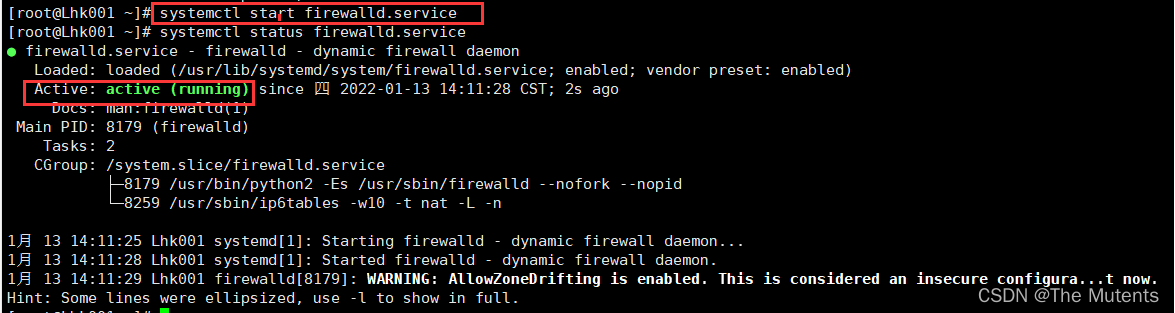 [root@Lhk001 ~]# systemctl start firewalld.service
[root@Lhk001 ~]# systemctl status firewalld.service
● firewalld.service - firewalld - dynamic firewall daemon
Loaded: loaded (/usr/lib/systemd/system/firewalld.service; enabled; vendor preset: enabled)
Active: active (running) since 四 2022-01-13 14:11:28 CST; 2s ago
Docs: man:firewalld(1)
Main PID: 8179 (firewalld)
Tasks: 2
CGroup: /system.slice/firewalld.service
├─8179 /usr/bin/python2 -Es /usr/sbin/firewalld --nofork --nopid
└─8259 /usr/sbin/ip6tables -w10 -t nat -L -n
1月 13 14:11:25 Lhk001 systemd[1]: Starting firewalld - dynamic firewall daemon...
1月 13 14:11:28 Lhk001 systemd[1]: Started firewalld - dynamic firewall daemon.
1月 13 14:11:29 Lhk001 firewalld[8179]: WARNING: AllowZoneDrifting is enabled. This is considered an insecure configura...t now.
Hint: Some lines were ellipsized, use -l to show in full.
[root@Lhk001 ~]#
CSDN @The Mutents